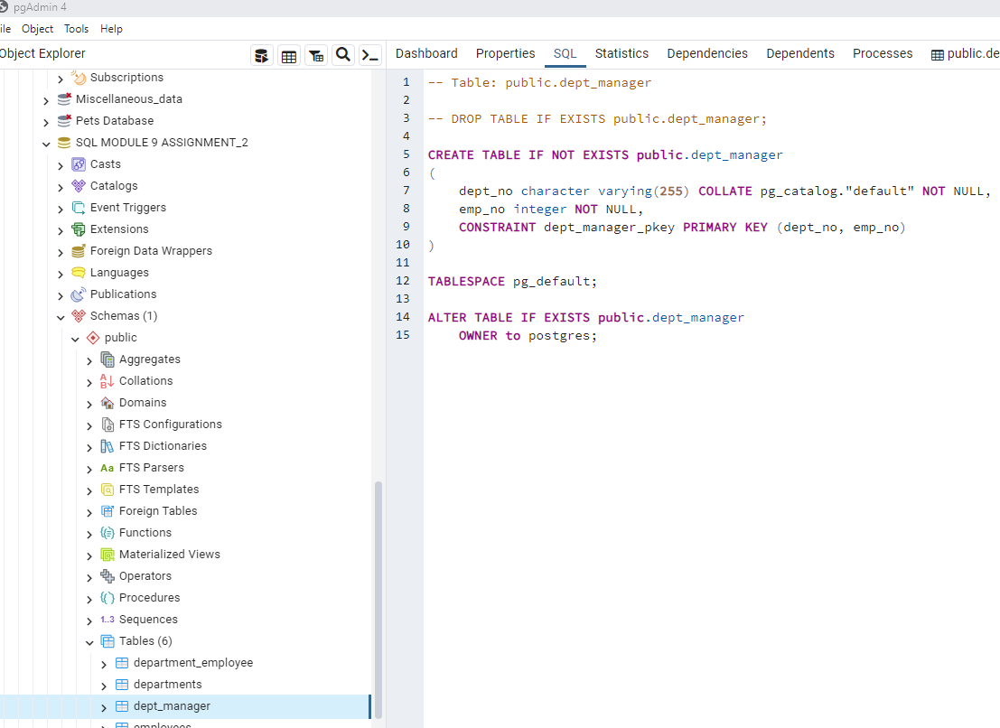 pgAdmin 4
ile Object Tools Help
Object Explorer
Subscriptions
Miscellaneous_data
Pets Database
SQL MODULE 9 ASSIGNMENT_2
Casts
Catalogs
Event Triggers
Extensions
Foreign Data Wrappers
Languages
Publications
Schemas (1)
public
Aggregates
Collations
Domains
FTS Configurations
FTS Dictionaries
Aa FTS Parsers
FTS Templates
Foreign Tables
Functions
Materialized Views
Operators
Procedures
1..3 Sequences
Tables (6)
department_employee
departments
dept_manager
employees
Dashboard Properties SQL Statistics Dependencies Dependents Processes public.de
1 -- Table: public.dept_manager
2
3 -- DROP TABLE IF EXISTS public.dept_manager;
4
5 CREATE TABLE IF NOT EXISTS public.dept_manager
6 (
7 dept_no character varying(255) COLLATE pg_catalog."default" NOT NULL,
8 emp_no integer NOT NULL,
9 CONSTRAINT dept_manager_pkey PRIMARY KEY (dept_no, emp_no)
10 )
11
12 TABLESPACE pg_default;
13
14 ALTER TABLE IF EXISTS public.dept_manager
15 OWNER to postgres;